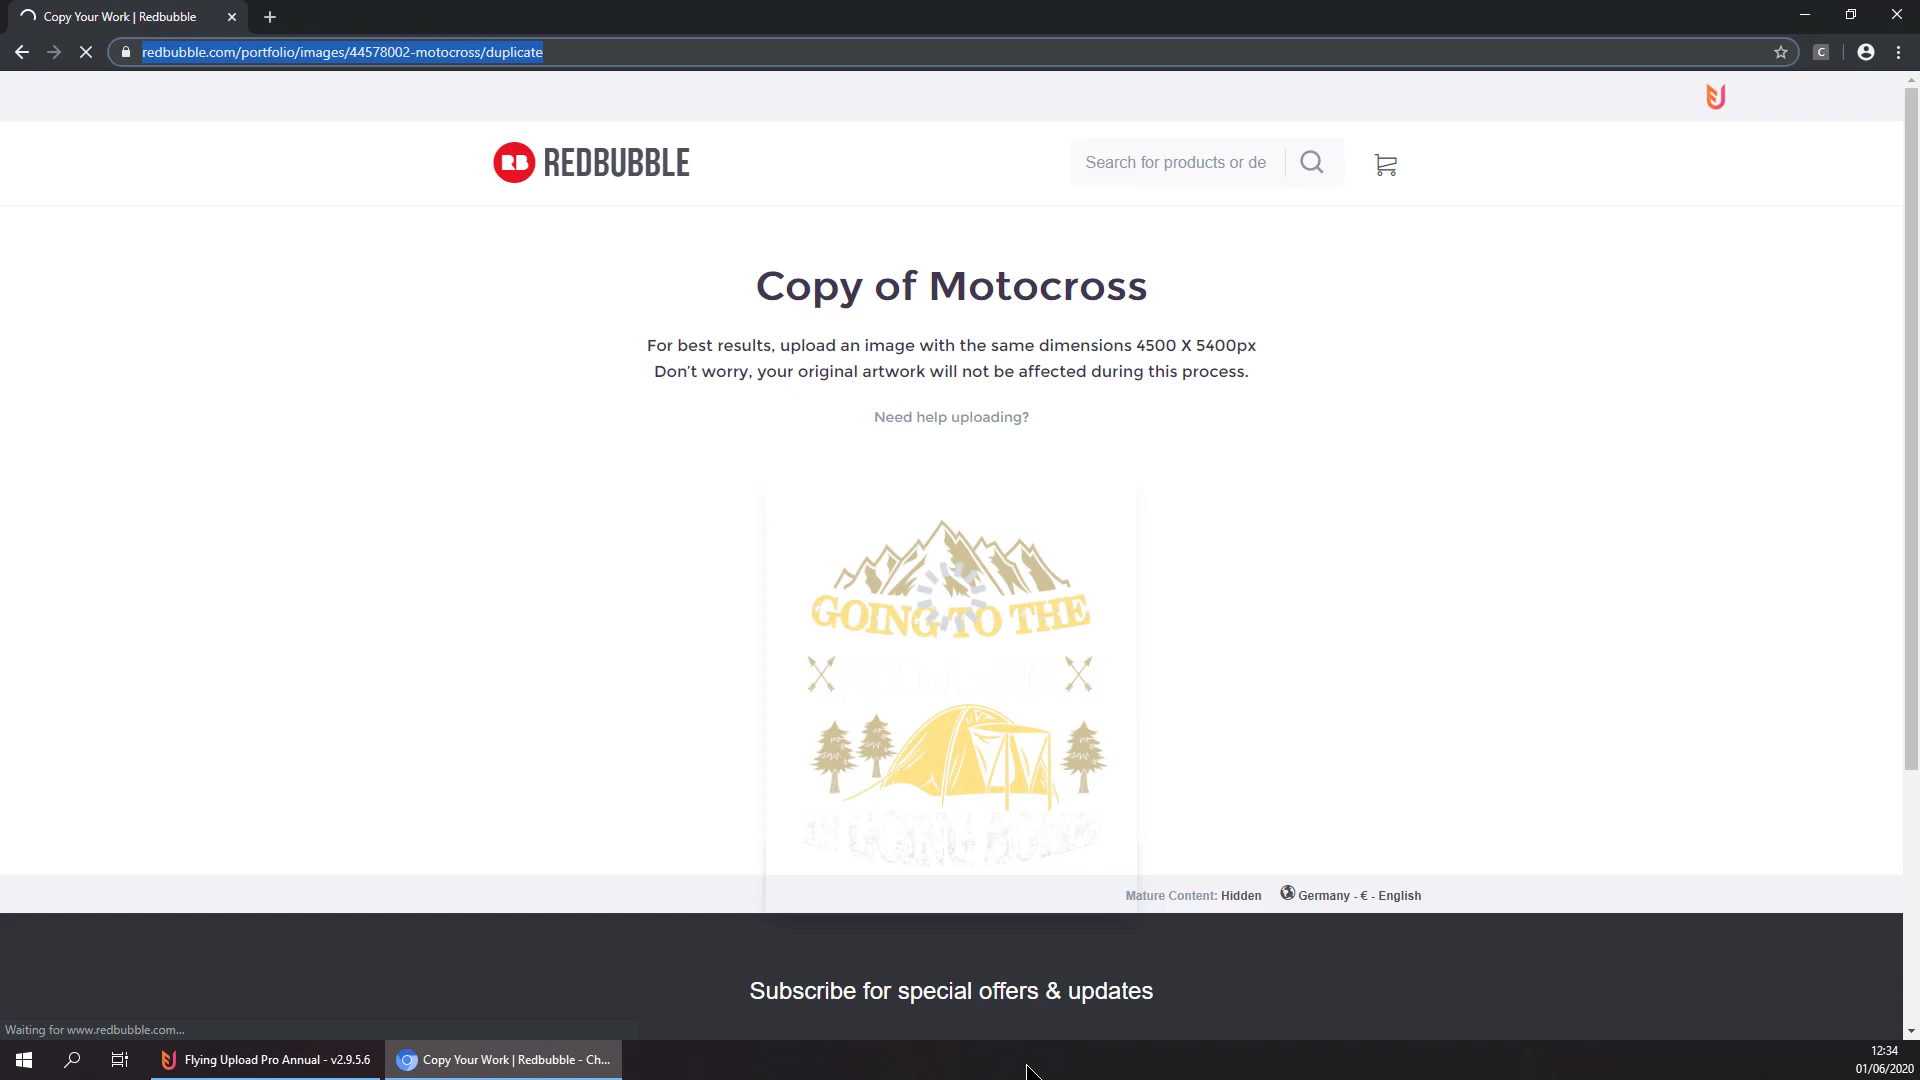 Copy Your Work | Redbubble
redbubble.com/portfolio/images/44578002-motocross/duplicate
C
RB REDBUBBLE
Search for products or de
Copy of Motocross
For best results, upload an image with the same dimensions 4500 X 5400px
Don't worry, your original artwork will not be affected during this process.
Need help uploading?
GOING TO THE
GOING
Mature Content: Hidden
Germany - € - English
Subscribe for special offers & updates
Waiting for www.redbubble.com...
Flying Upload Pro Annual - v2.9.5.6
Copy Your Work | Redbubble - Ch...
12:34
01/06/2020